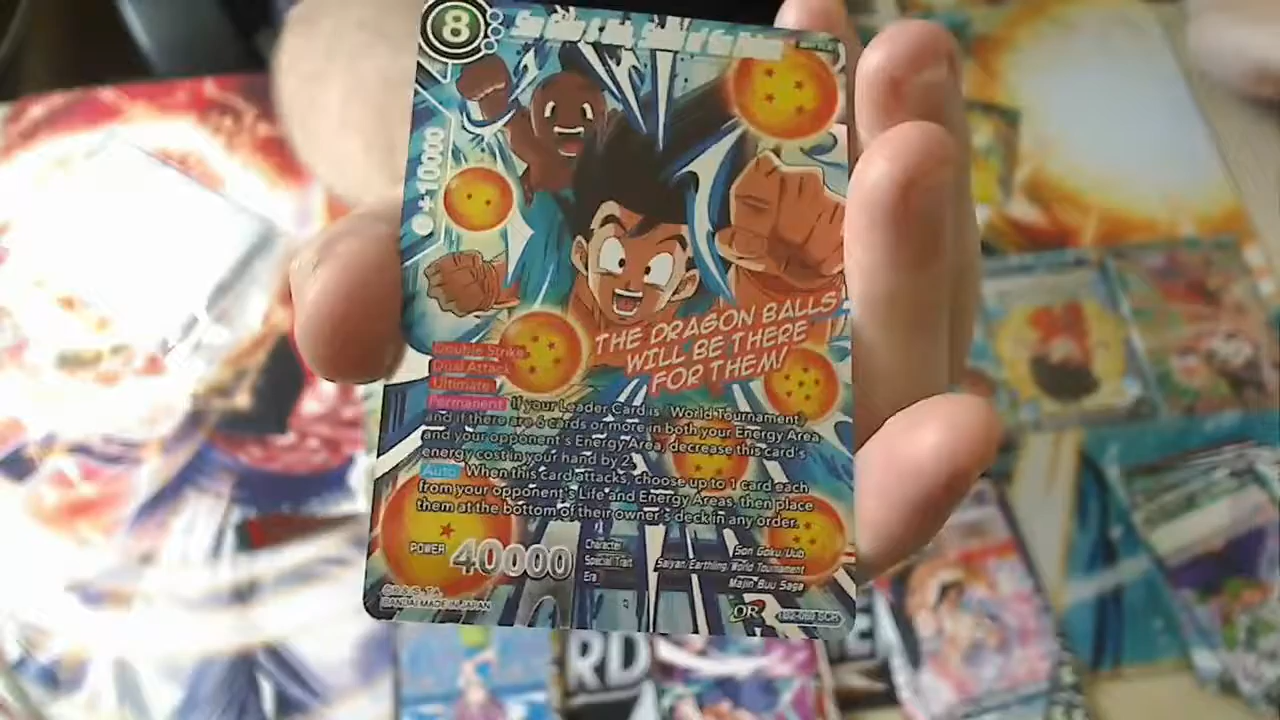 8
+10000
THE DRAGON BALLS
WILL BE THERE
FOR THEM!
Double Strike
Dual Attack
Ultimate
Permanent If your Leader Card is World Tournament
and if there are 6 cards or more in both your Energy Area
and your opponent's Energy Area, decrease this card's
energy cost in your hand by 2.
Auto When this card attacks, choose up to 1 card each
from your opponent's Life and Energy Areas, then place
them at the bottom of their owner's deck in any order.
POWER 40000
Character Son Goku/Uub
Special Trait Saiyan/Earthling/World Tournament
Era Majin Buu Saga
BANDAI MADE IN JAPAN
SCR
RD